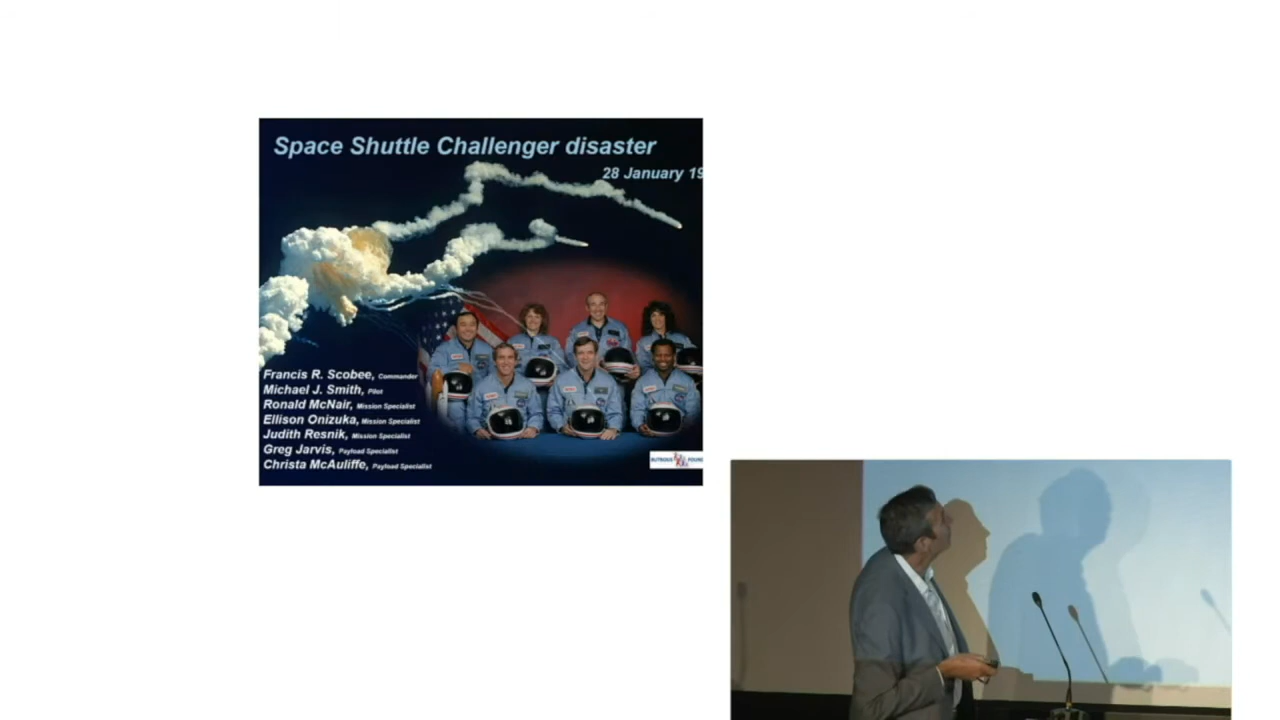 Space Shuttle Challenger disaster
28 January 19
Francis R. Scobee, Commander
Michael J. Smith, Pilot
Ronald McNair, Mission Specialist
Ellison Onizuka, Mission Specialist
Judith Resnik, Mission Specialist
Greg Jarvis, Payload Specialist
Christa McAuliffe, Payload Specialist